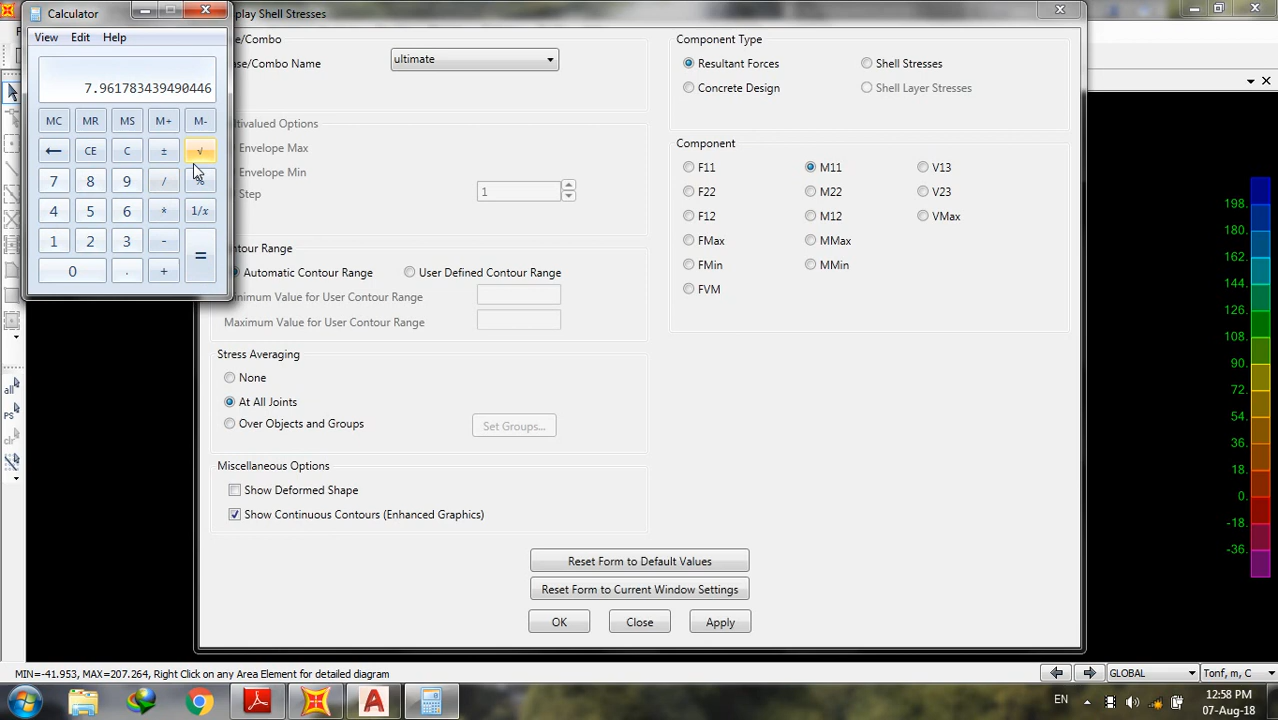 Calculator
View Edit Help
7.961783439490446
MC MR MS M+ M-
← CE C ± √
7 8 9 / %
4 5 6 * 1/x
1 2 3 - =
0 . +
play Shell Stresses
se/Combo
ase/Combo Name
ultimate
ultivalued Options
Envelope Max
Envelope Min
Step
1
ntour Range
Automatic Contour Range
User Defined Contour Range
inimum Value for User Contour Range
Maximum Value for User Contour Range
Stress Averaging
None
At All Joints
Over Objects and Groups
Set Groups...
Miscellaneous Options
Show Deformed Shape
Show Continuous Contours (Enhanced Graphics)
Component Type
Resultant Forces
Shell Stresses
Concrete Design
Shell Layer Stresses
Component
F11 M11 V13
F22 M22 V23
F12 M12 VMax
FMax MMax
FMin MMin
FVM
Reset Form to Default Values
Reset Form to Current Window Settings
OK Close Apply
all
PS
clr
198.
180.
162.
144.
126.
108.
90.
72.
54.
36.
18.
0.
-18.
-36.
MIN=-41.953, MAX=207.264, Right Click on any Area Element for detailed diagram
GLOBAL
Tonf, m, C
EN
12:58 PM
07-Aug-18